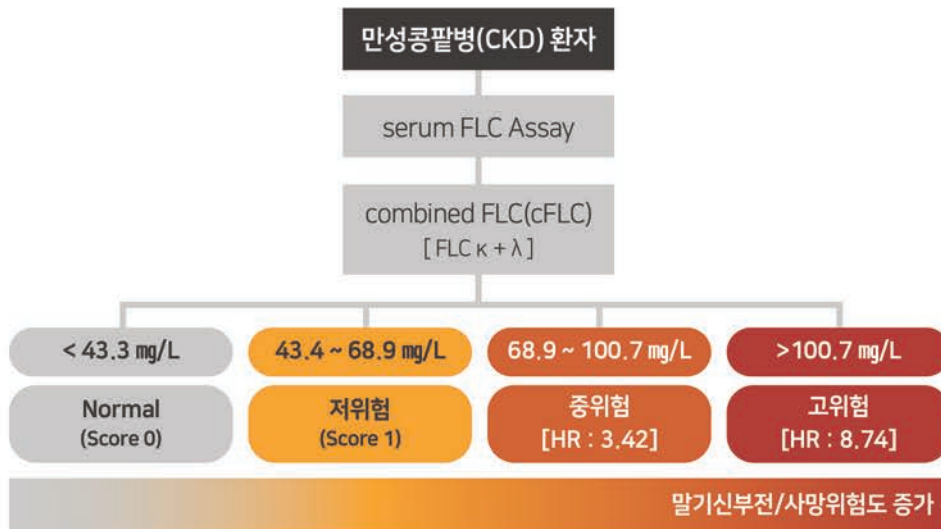 만성콩팥병(CKD) 환자
serum FLC Assay
combined FLC(cFLC)
[ FLC κ + λ ]
< 43.3 ㎎/L
43.4 ~ 68.9 ㎎/L
68.9 ~ 100.7 ㎎/L
>100.7 ㎎/L
Normal
(Score 0)
저위험
(Score 1)
중위험
[HR : 3.42]
고위험
[HR : 8.74]
말기신부전/사망위험도 증가